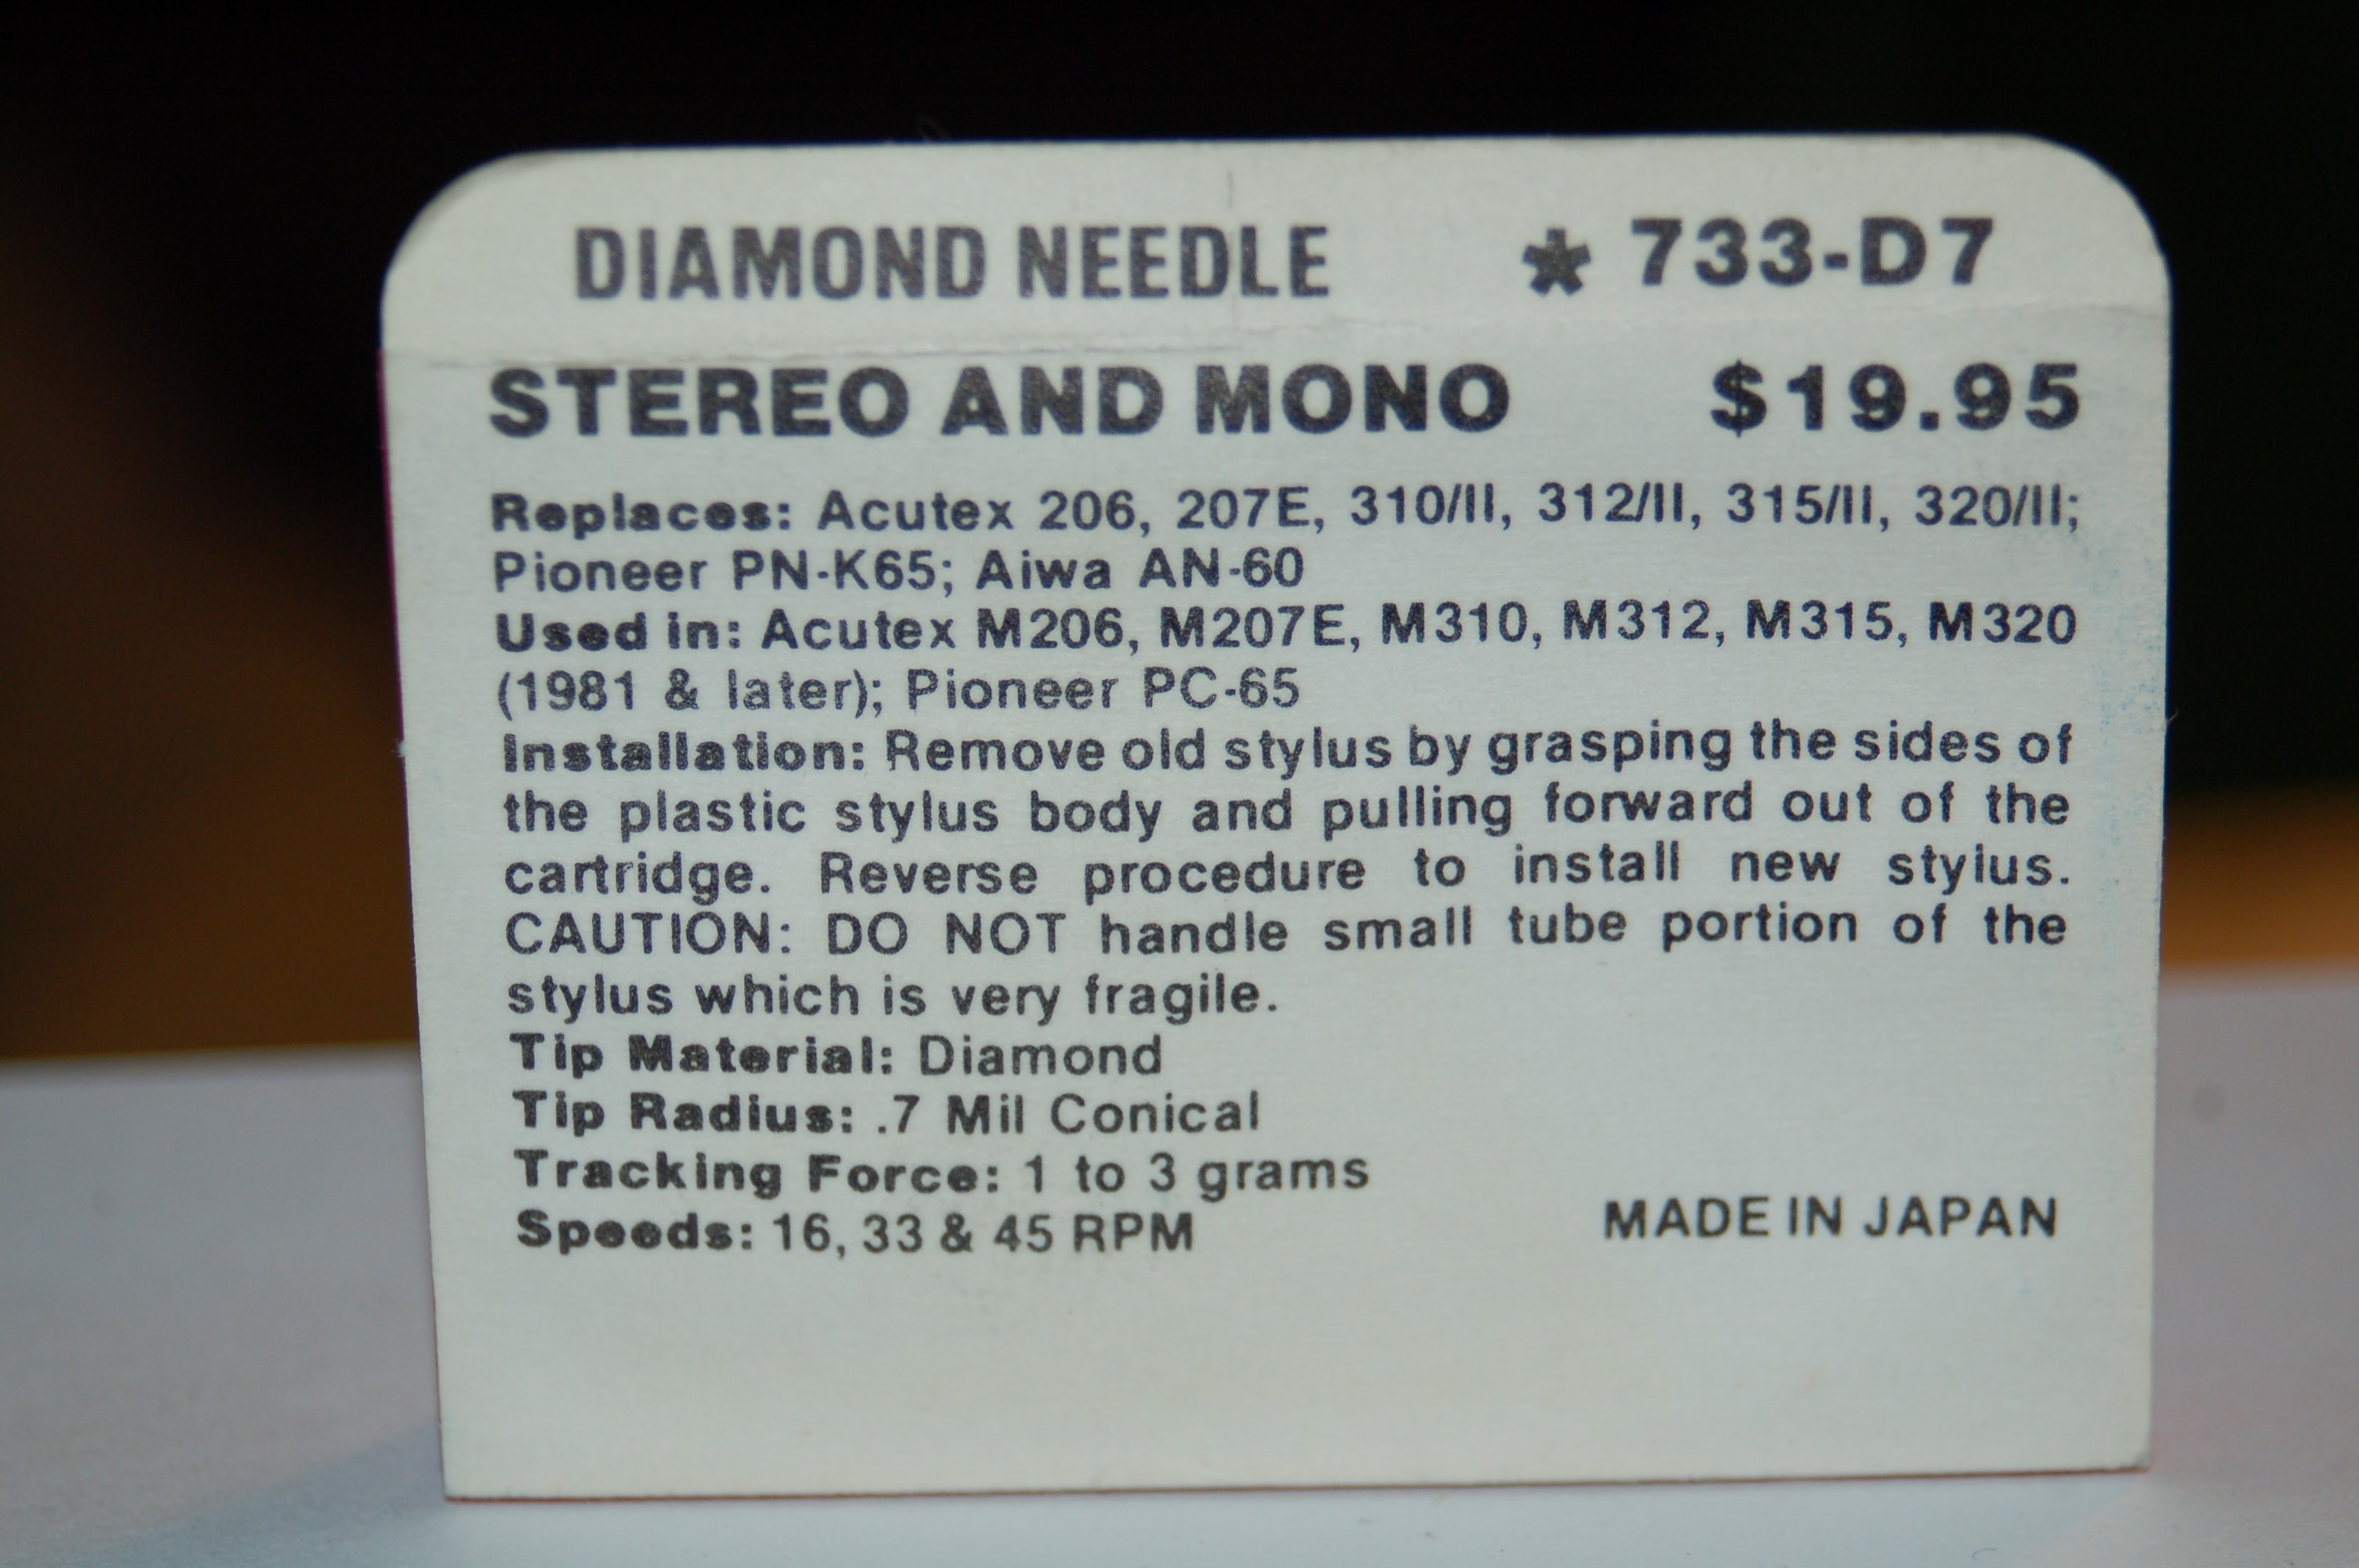 DIAMOND NEEDLE * 733-D7
STEREO AND MONO $19.95
Replaces: Acutex 206, 207E, 310/II, 312/II, 315/II, 320/II;
Pioneer PN-K65; Aiwa AN-60
Used in: Acutex M206, M207E, M310, M312, M315, M320
(1981 & later); Pioneer PC-65
Installation: Remove old stylus by grasping the sides of
the plastic stylus body and pulling forward out of the
cartridge. Reverse procedure to install new stylus.
CAUTION: DO NOT handle small tube portion of the
stylus which is very fragile.
Tip Material: Diamond
Tip Radius: .7 Mil Conical
Tracking Force: 1 to 3 grams
Speeds: 16, 33 & 45 RPM
MADE IN JAPAN